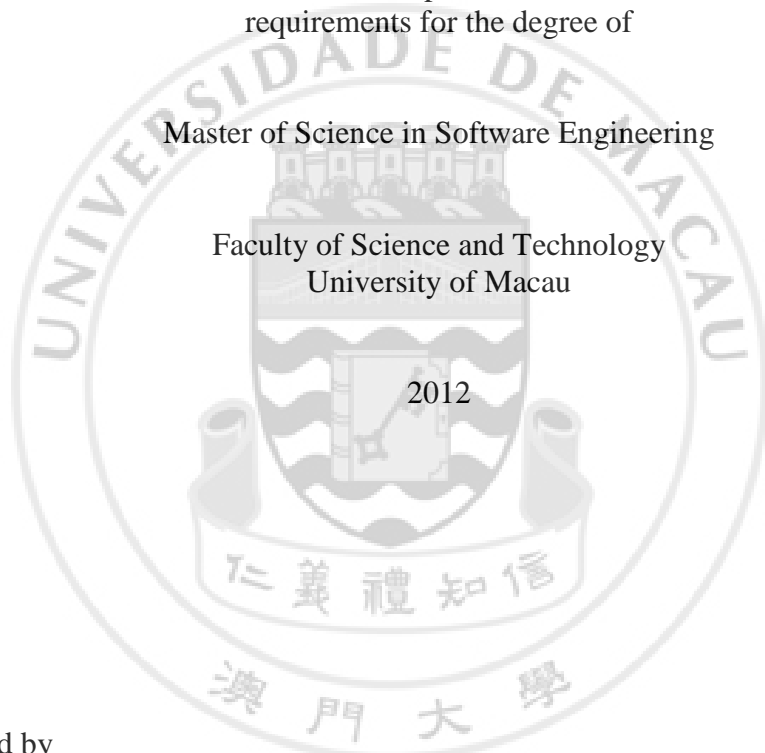 requirements for the degree of
UNIVERSIDADE DE MACAU
Master of Science in Software Engineering
Faculty of Science and Technology
University of Macau
2012
仁義禮知信
澳門大學
d by